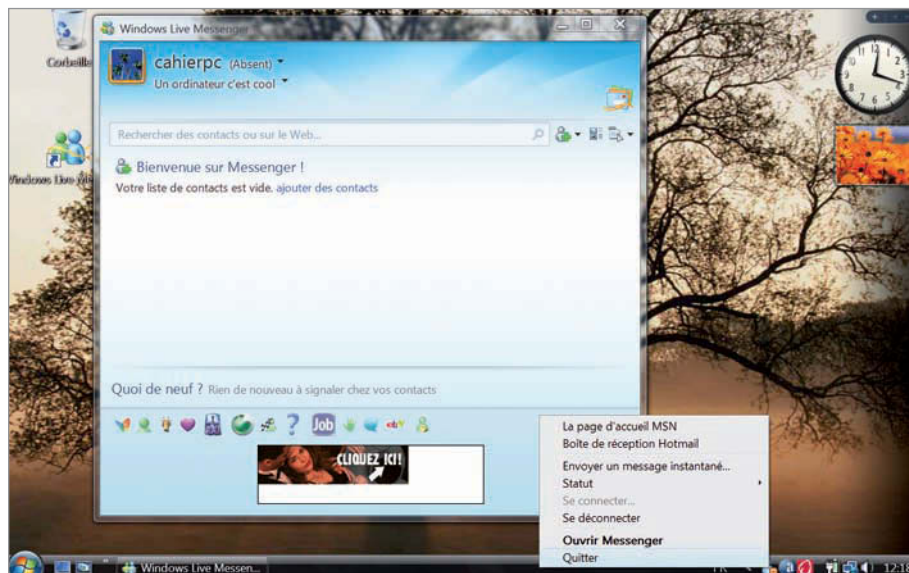 Corbeille
Windows Live Messenger
cahierpc (Absent)
Un ordinateur c'est cool
Rechercher des contacts ou sur le Web...
Bienvenue sur Messenger !
Votre liste de contacts est vide. ajouter des contacts
Quoi de neuf ? Rien de nouveau à signaler chez vos contacts
Job
ebY
CLIQUEZ ICI!
La page d'accueil MSN
Boîte de réception Hotmail
Envoyer un message instantané...
Statut
Se connecter...
Se déconnecter
Ouvrir Messenger
Quitter
Windows Live Messen...
12:18